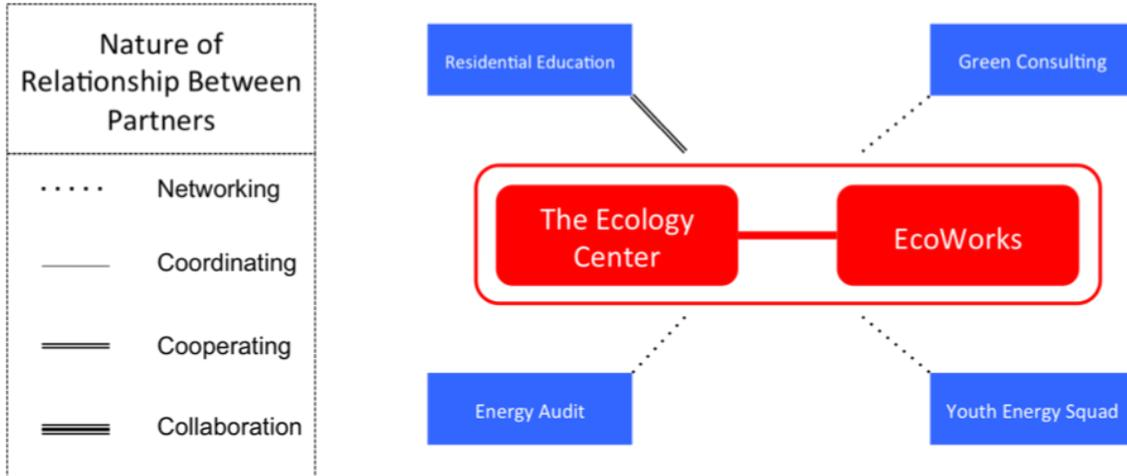 Nature of
Relationship Between
Partners
Networking
Coordinating
Cooperating
Collaboration
Residential Education
Green Consulting
The Ecology
Center
EcoWorks
Energy Audit
Youth Energy Squad